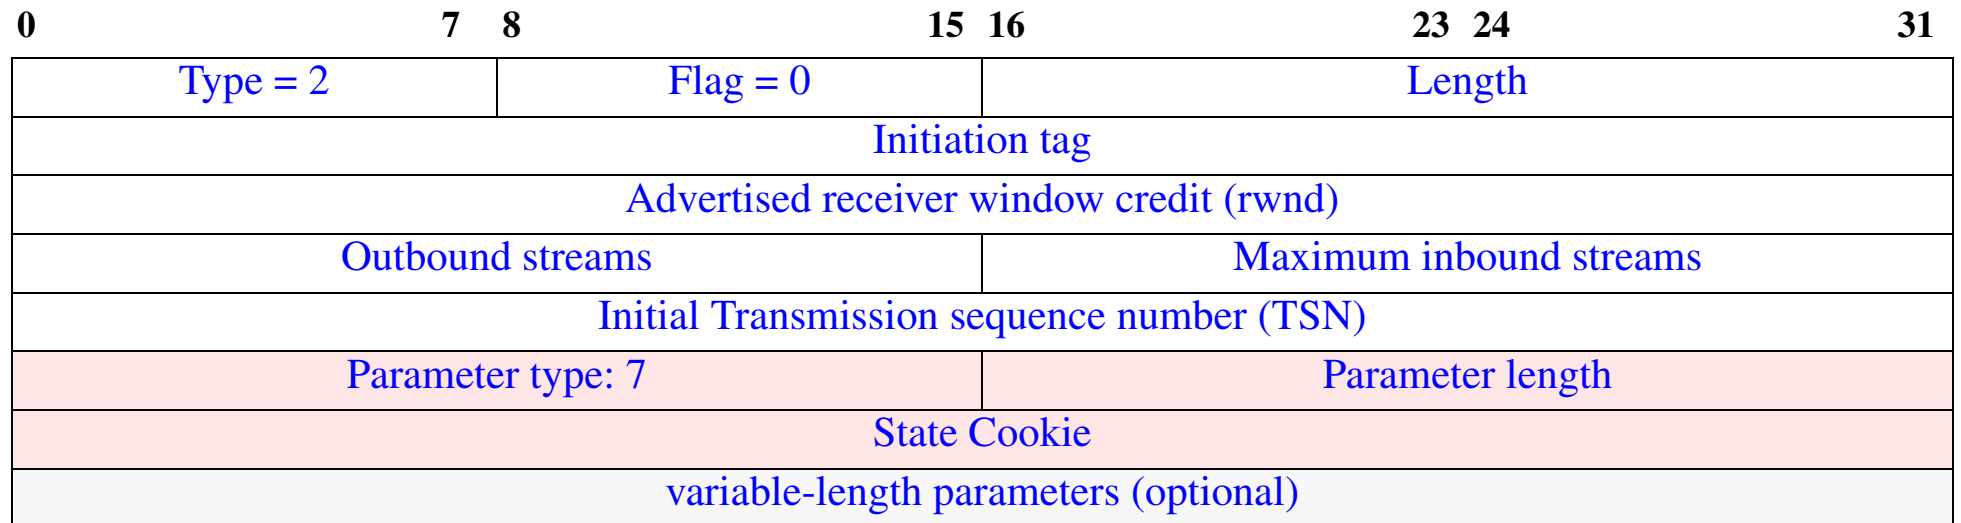 0 7 8 15 16 23 24 31
Type = 2 Flag = 0 Length
Initiation tag
Advertised receiver window credit (rwnd)
Outbound streams Maximum inbound streams
Initial Transmission sequence number (TSN)
Parameter type: 7 Parameter length
State Cookie
variable-length parameters (optional)